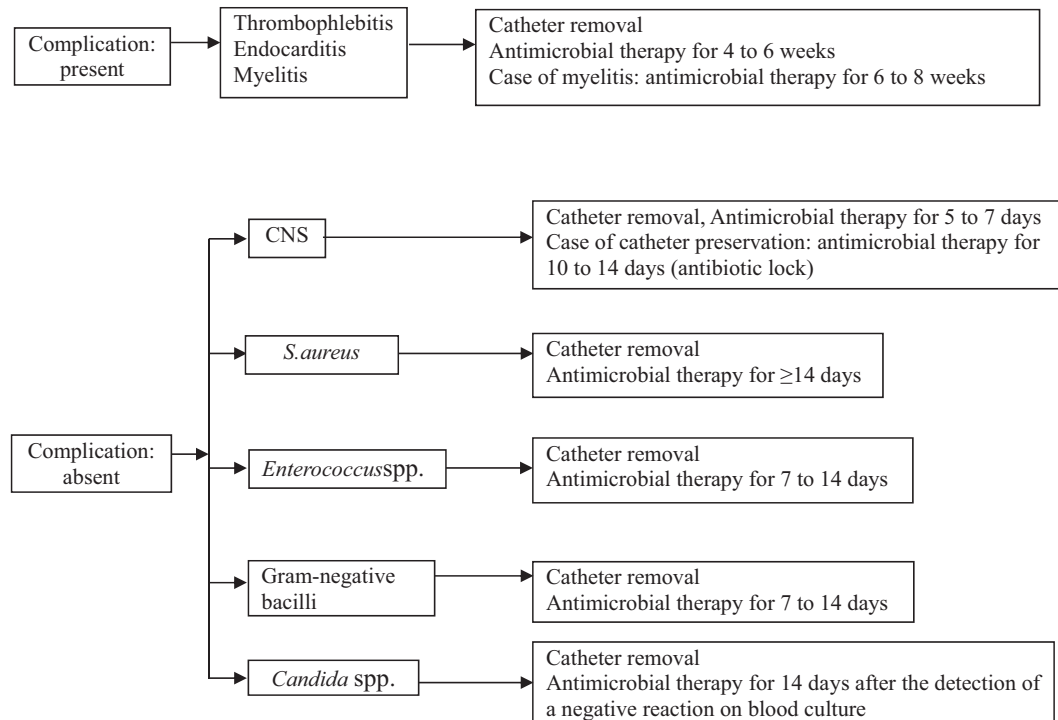 Complication:
present
Thrombophlebitis
Endocarditis
Myelitis
Catheter removal
Antimicrobial therapy for 4 to 6 weeks
Case of myelitis: antimicrobial therapy for 6 to 8 weeks
Complication:
absent
CNS
Catheter removal, Antimicrobial therapy for 5 to 7 days
Case of catheter preservation: antimicrobial therapy for
10 to 14 days (antibiotic lock)
S.aureus
Catheter removal
Antimicrobial therapy for ≥14 days
Enterococcusspp.
Catheter removal
Antimicrobial therapy for 7 to 14 days
Gram-negative
bacilli
Catheter removal
Antimicrobial therapy for 7 to 14 days
Candida spp.
Catheter removal
Antimicrobial therapy for 14 days after the detection of
a negative reaction on blood culture